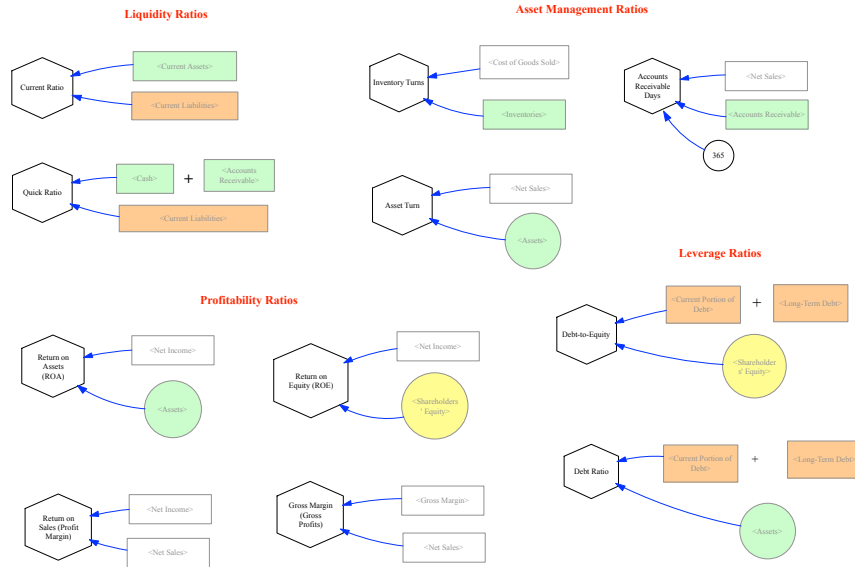 Liquidity Ratios
Current Ratio
<Current Assets>
<Current Liabilities>
Quick Ratio
<Cash>
+
<Accounts
Receivable>
<Current Liabilities>
Asset Management Ratios
Inventory Turns
<Cost of Goods Sold>
<Inventories>
Accounts
Receivable
Days
<Net Sales>
<Accounts Receivable>
365
Asset Turn
<Net Sales>
<Assets>
Profitability Ratios
Return on
Assets
(ROA)
<Net Income>
<Assets>
Return on
Equity (ROE)
<Net Income>
<Shareholders
' Equity>
Return on
Sales (Profit
Margin)
<Net Income>
<Net Sales>
Gross Margin
(Gross
Profits)
<Gross Margin>
<Net Sales>
Leverage Ratios
Debt-to-Equity
<Current Portion of
Debt>
+
<Long-Term Debt>
<Shareholder
s' Equity>
Debt Ratio
<Current Portion of
Debt>
+
<Long-Term Debt>
<Assets>